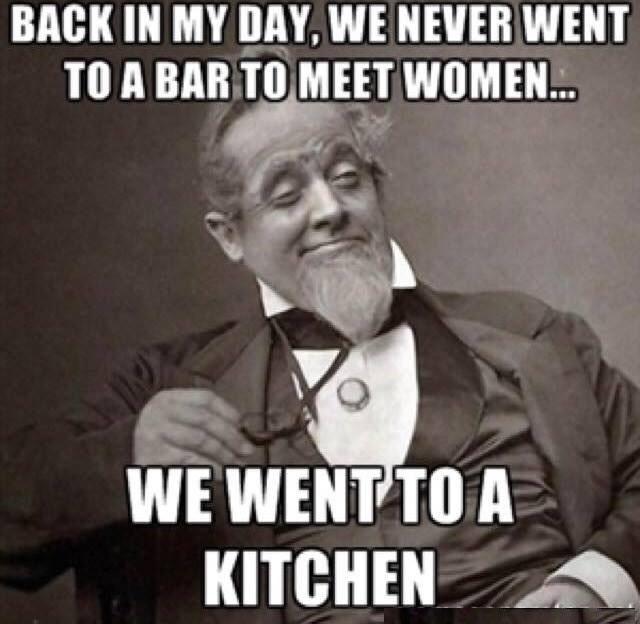 BACK IN MY DAY, WE NEVER WENT
TO A BAR TO MEET WOMEN...
WE WENT TO A
KITCHEN